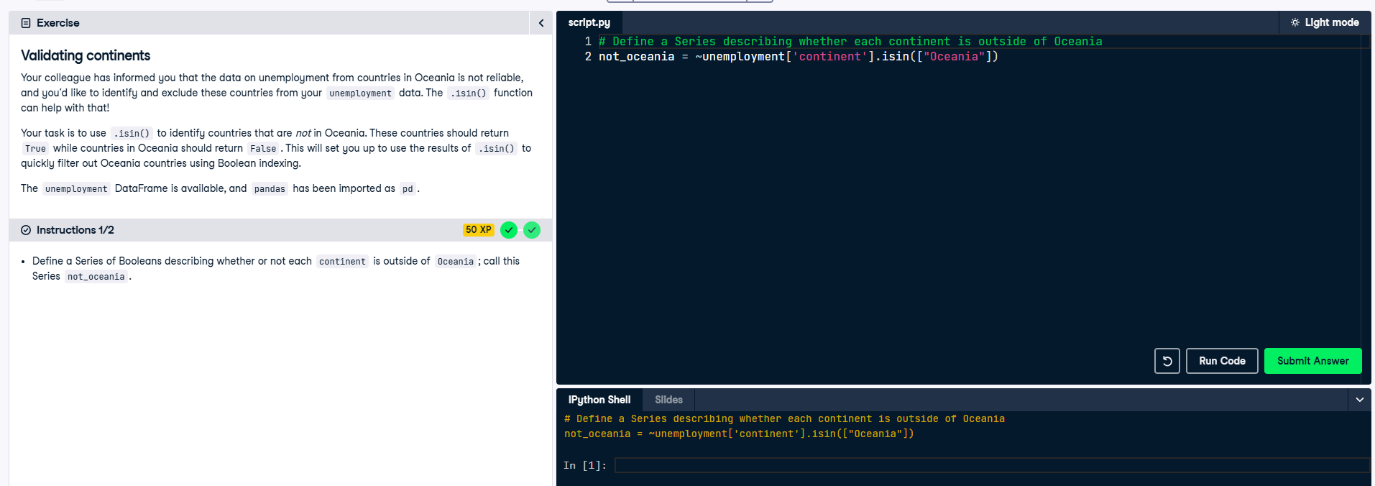 Exercise
Validating continents
Your colleague has informed you that the data on unemployment from countries in Oceania is not reliable,
and you'd like to identify and exclude these countries from your unemployment data. The .isin() function
can help with that!
Your task is to use .isin() to identify countries that are not in Oceania. These countries should return
True while countries in Oceania should return False. This will set you up to use the results of .isin() to
quickly filter out Oceania countries using Boolean indexing.
The unemployment DataFrame is available, and pandas has been imported as pd.
Instructions 1/2
50 XP
• Define a Series of Booleans describing whether or not each continent is outside of Oceania; call this
Series not_oceania.
script.py
Light mode
1 # Define a Series describing whether each continent is outside of Oceania
2 not_oceania = ~unemployment['continent'].isin(["Oceania"])
Run Code
Submit Answer
IPython Shell
Slides
# Define a Series describing whether each continent is outside of Oceania
not_oceania = ~unemployment['continent'].isin(["Oceania"])
In [1]: